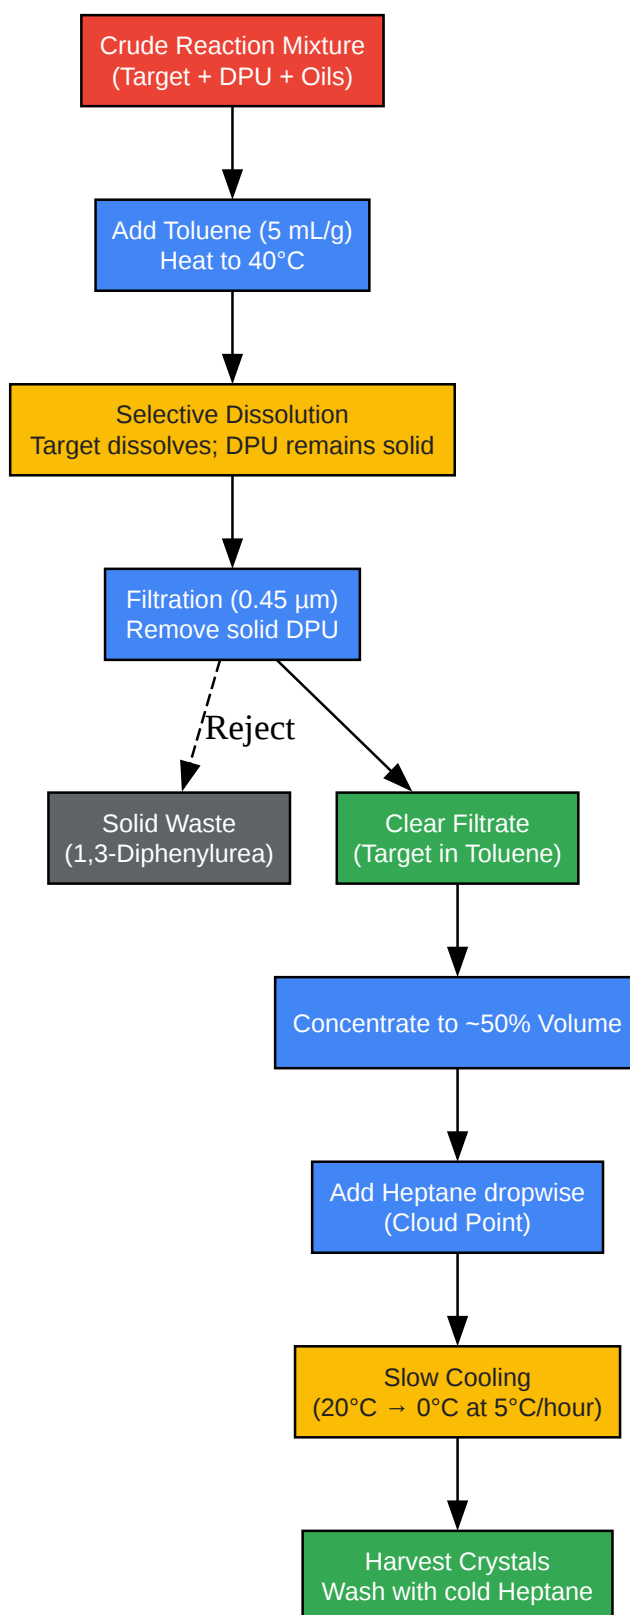 Crude Reaction Mixture
(Target + DPU + Oils)
Add Toluene (5 mL/g)
Heat to 40°C
Selective Dissolution
Target dissolves; DPU remains solid
Filtration (0.45 µm)
Remove solid DPU
Reject
Solid Waste
(1,3-Diphenylurea)
Clear Filtrate
(Target in Toluene)
Concentrate to ~50% Volume
Add Heptane dropwise
(Cloud Point)
Slow Cooling
(20°C → 0°C at 5°C/hour)
Harvest Crystals
Wash with cold Heptane